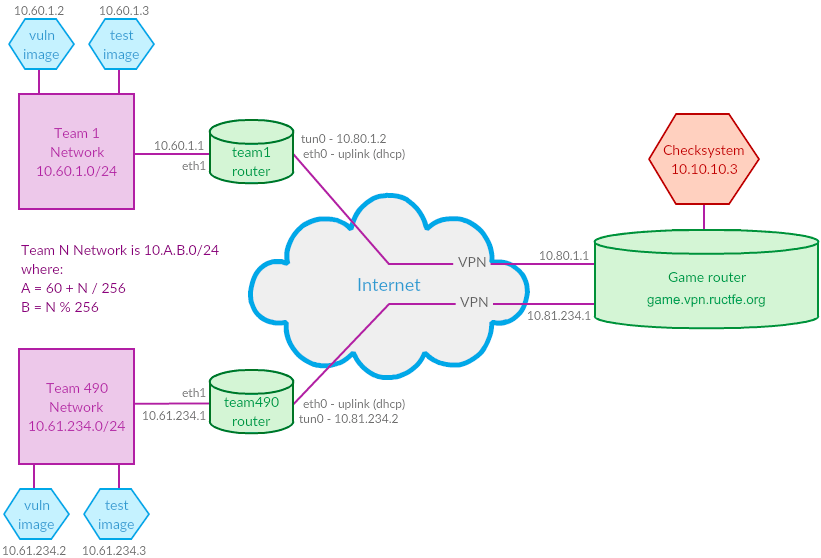 10.60.1.2
10.60.1.3
vuln
image
test
image
Team 1
Network
10.60.1.0/24
10.60.1.1
eth1
team1
router
tun0 - 10.80.1.2
eth0 - uplink (dhcp)
Checksystem
10.10.10.3
Team N Network is 10.A.B.0/24
where:
A = 60 + N / 256
B = N % 256
Internet
VPN
VPN
10.80.1.1
10.81.234.1
Game router
game.vpn.ructfe.org
Team 490
Network
10.61.234.0/24
eth1
10.61.234.1
team490
router
eth0 - uplink (dhcp)
tun0 - 10.81.234.2
vuln
image
test
image
10.61.234.2
10.61.234.3